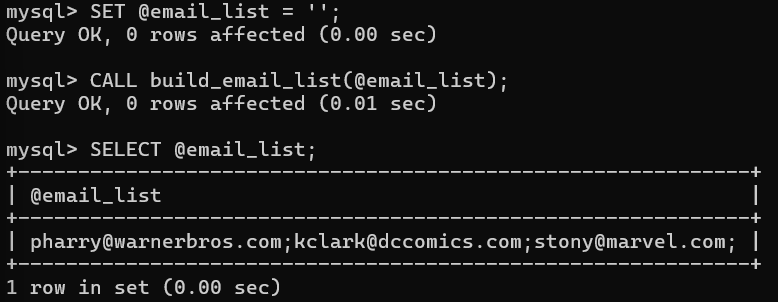 mysql> SET @email_list = '';
Query OK, 0 rows affected (0.00 sec)
mysql> CALL build_email_list(@email_list);
Query OK, 0 rows affected (0.01 sec)
mysql> SELECT @email_list;
+-------------------------------------------------------------+
| @email_list                                                 |
+-------------------------------------------------------------+
| pharry@warnerbros.com;kclark@dccomics.com;stony@marvel.com; |
+-------------------------------------------------------------+
1 row in set (0.00 sec)